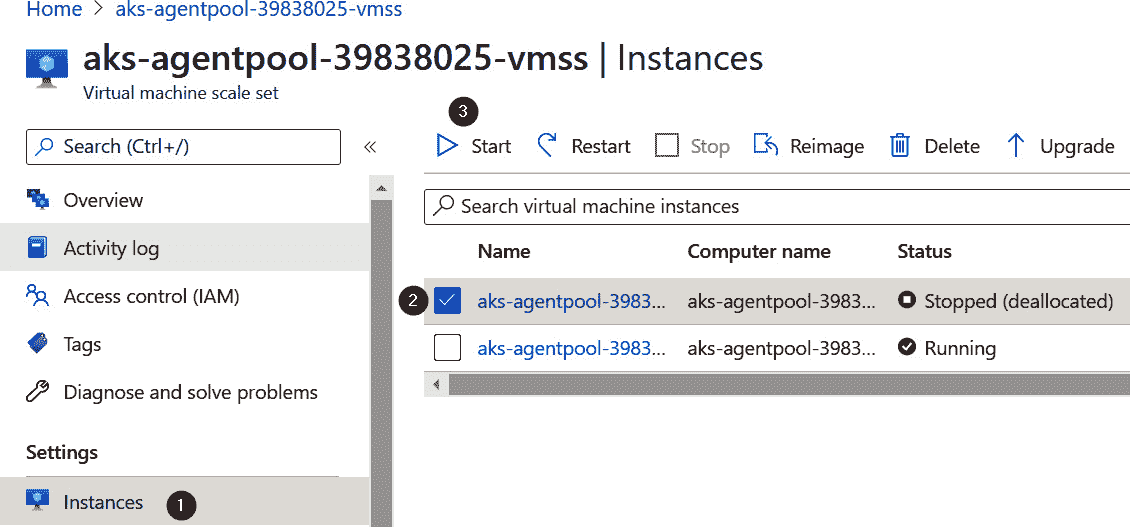 Home > aks-agentpool-39838025-vmss
aks-agentpool-39838025-vmss | Instances
Virtual machine scale set
3
Search (Ctrl+/) «
Start Restart Stop Reimage Delete Upgrade
Overview
Activity log
Access control (IAM)
Tags
Diagnose and solve problems
Settings
Instances 1
Search virtual machine instances
Name Computer name Status
2 aks-agentpool-3983... aks-agentpool-3983... Stopped (deallocated)
aks-agentpool-3983... aks-agentpool-3983... Running